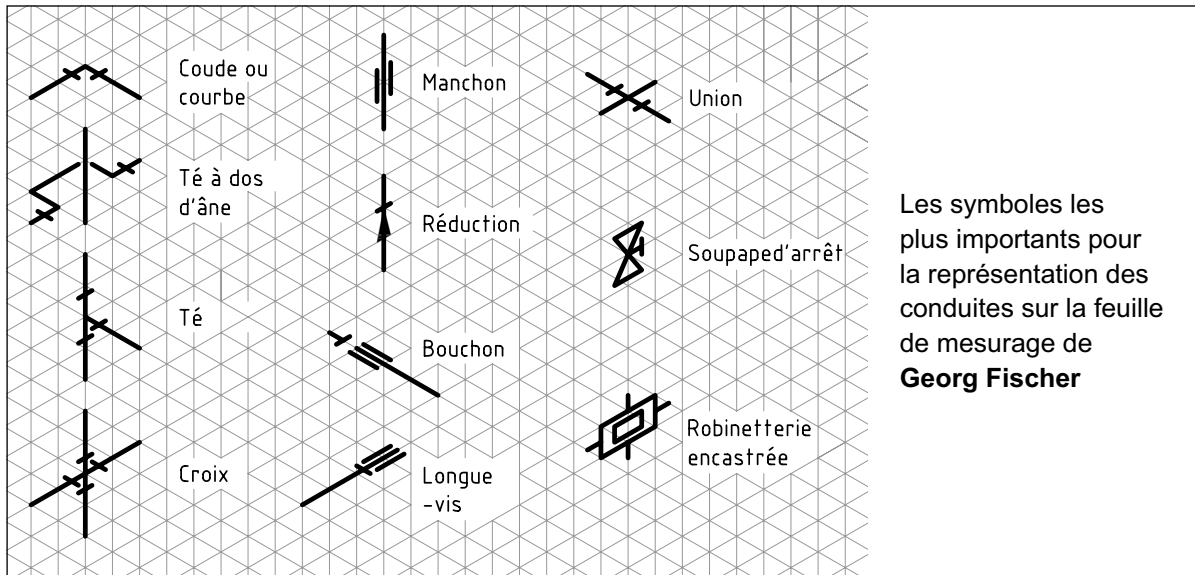 Coude ou
courbe
Té à dos
d'âne
Té
Croix
Manchon
Réduction
Bouchon
Longue
-vis
Union
Soupaped'arrêt
Robinetterie
encastrée
Les symboles les
plus importants pour
la représentation des
conduites sur la feuille
de mesurage de
Georg Fischer